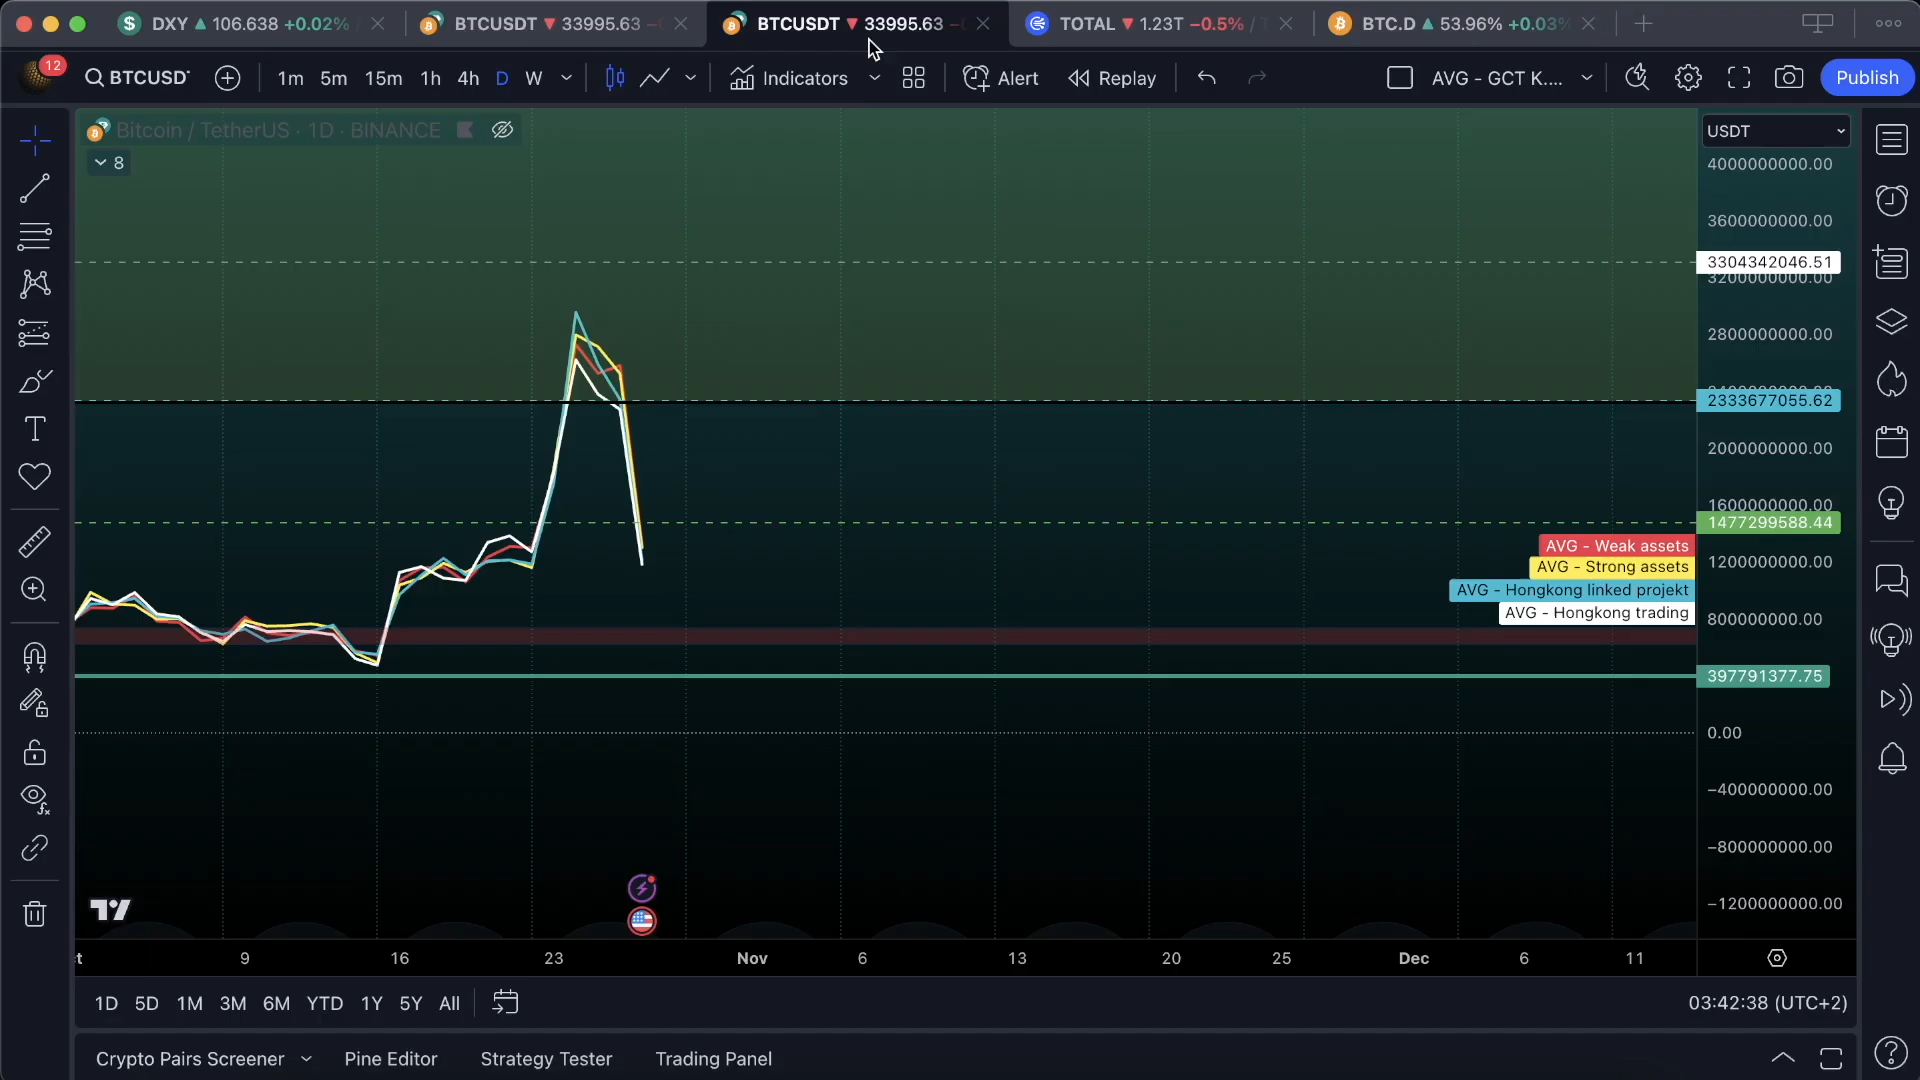 DXY 106.638 +0.02%
BTCUSDT 33995.63
BTCUSDT 33995.63
TOTAL 1.23T −0.5% /
BTC.D 53.96% +0.03%
12
BTCUSD
1m 5m 15m 1h 4h D W
Indicators
Alert
Replay
AVG - GCT K....
Publish
Bitcoin / TetherUS · 1D · BINANCE
8
USDT
4000000000.00
3600000000.00
3304342046.51
3200000000.00
2800000000.00
2333677055.62
2000000000.00
1600000000.00
1477299588.44
AVG - Weak assets
AVG - Strong assets
1200000000.00
AVG - Hongkong linked projekt
AVG - Hongkong trading
800000000.00
397791377.75
0.00
−400000000.00
−800000000.00
−1200000000.00
9 16 23 Nov 6 13 20 25 Dec 6 11
1D 5D 1M 3M 6M YTD 1Y 5Y All
03:42:38 (UTC+2)
Crypto Pairs Screener
Pine Editor
Strategy Tester
Trading Panel